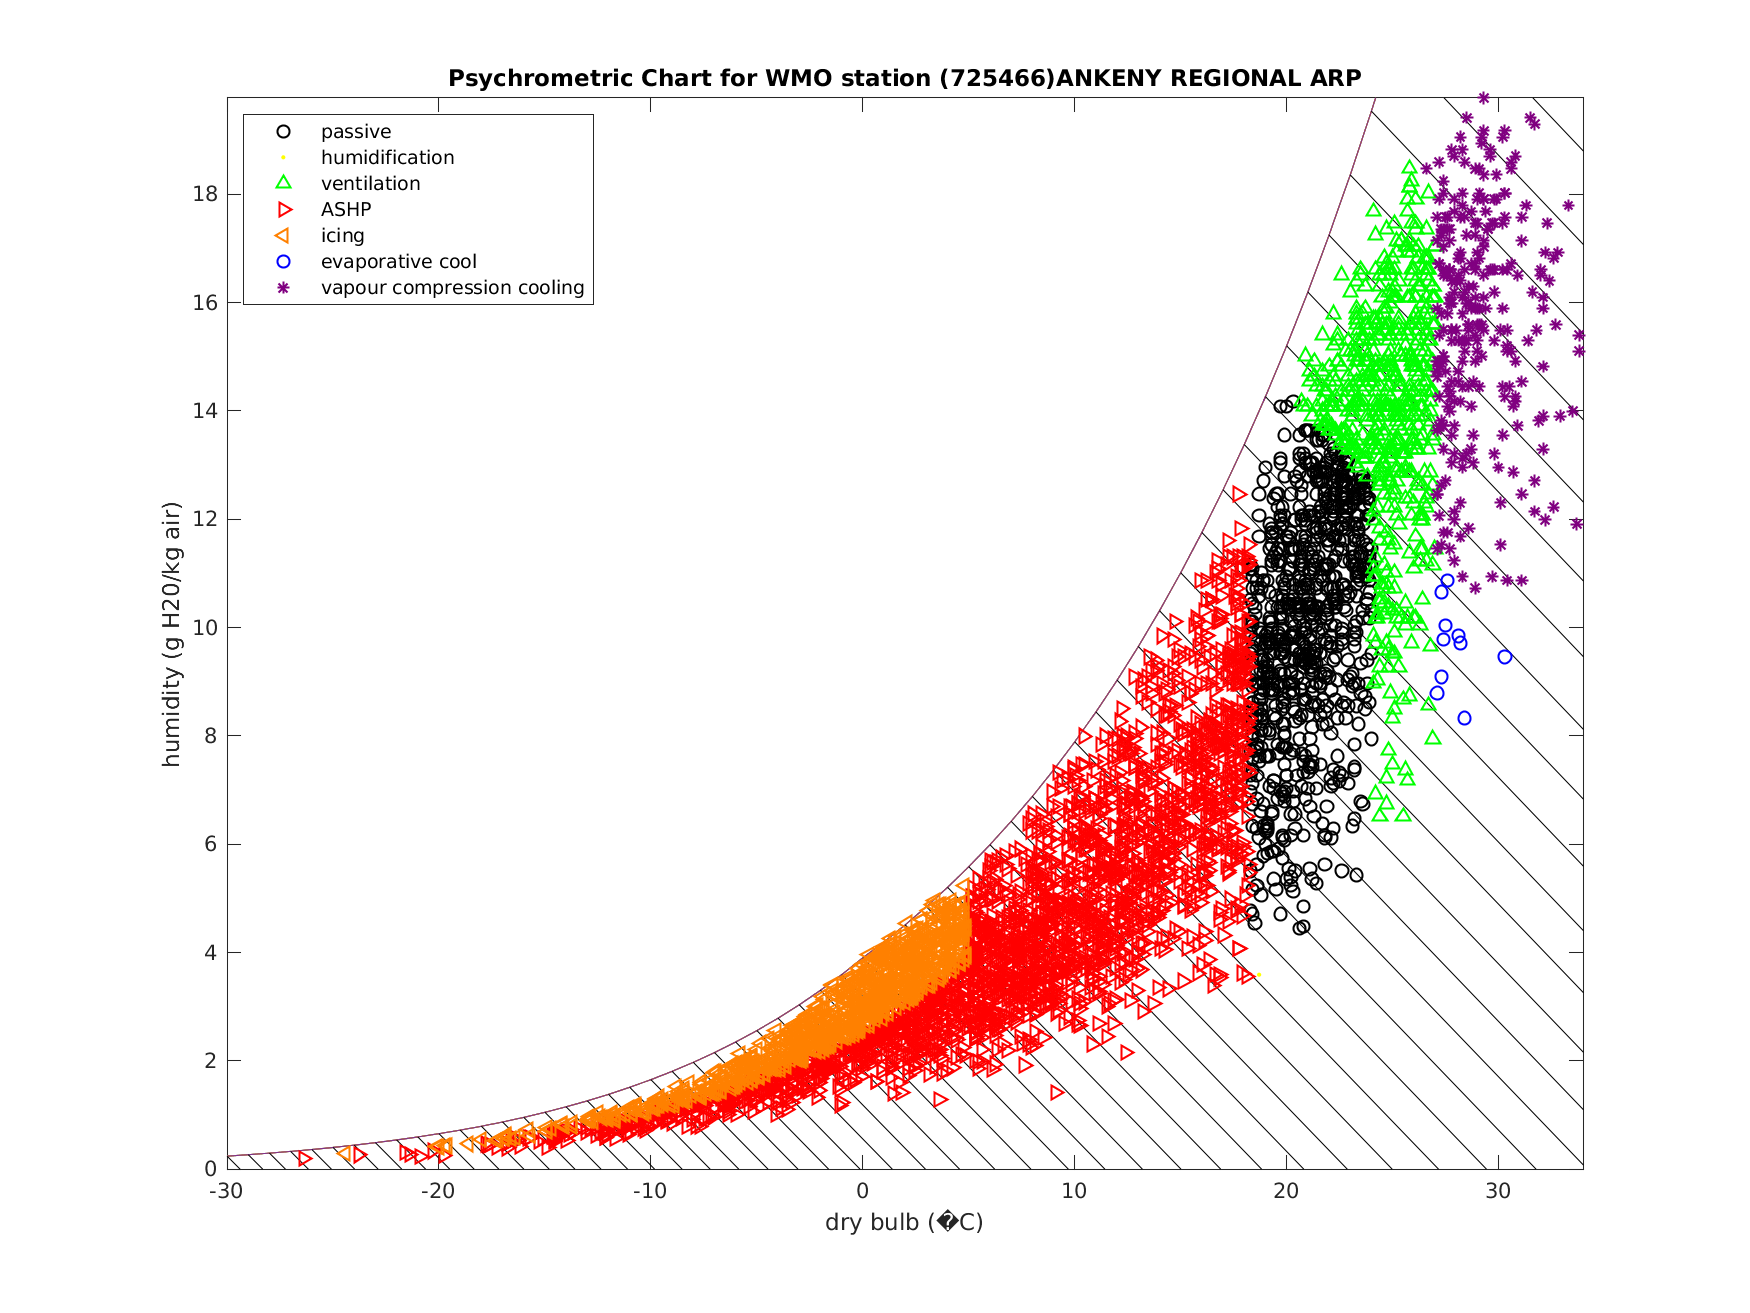 Psychrometric Chart for WMO station (725466)ANKENY REGIONAL ARP
passive
humidification
ventilation
ASHP
icing
evaporative cool
vapour compression cooling
humidity (g H20/kg air)
18
16
14
12
10
8
6
4
2
0
-30 -20 -10 0 10 20 30
dry bulb (�C)